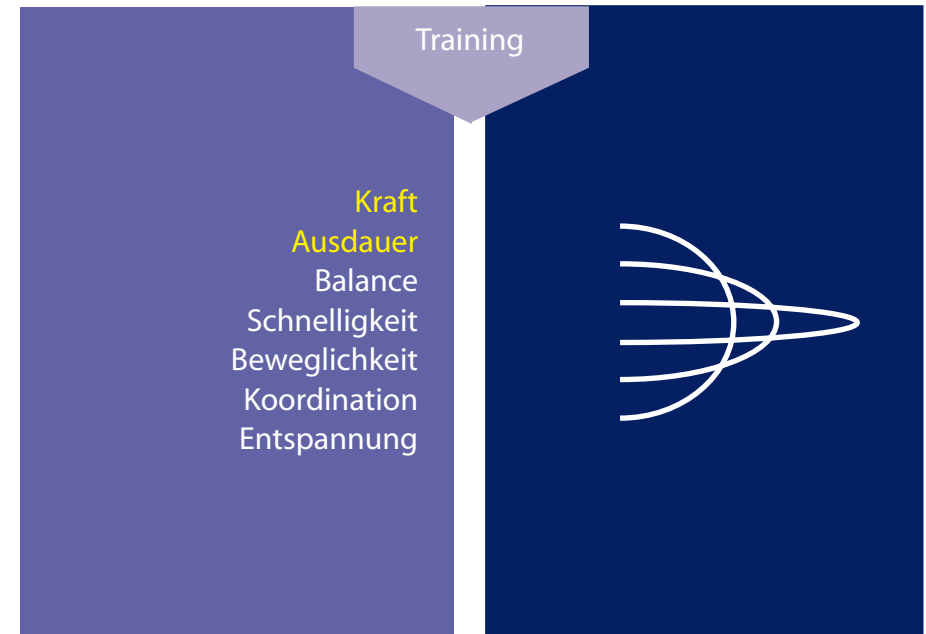 Training
Kraft
Ausdauer
Balance
Schnelligkeit
Beweglichkeit
Koordination
Entspannung